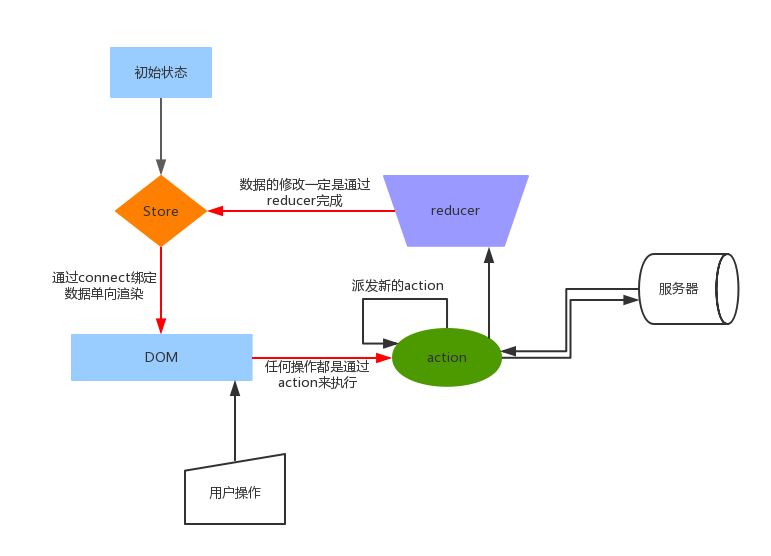 初始状态
数据的修改一定是通过
reducer完成
Store
reducer
通过connect绑定
数据单向渲染
派发新的action
服务器
DOM
任何操作都是通过
action来执行
action
用户操作